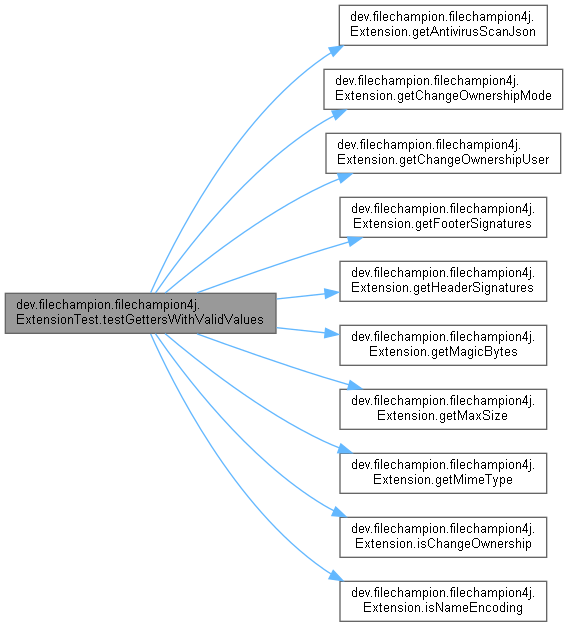 dev.filechampion.filechampion4j.
Extension.getAntivirusScanJson
dev.filechampion.filechampion4j.
Extension.getChangeOwnershipMode
dev.filechampion.filechampion4j.
Extension.getChangeOwnershipUser
dev.filechampion.filechampion4j.
Extension.getFooterSignatures
dev.filechampion.filechampion4j.
Extension.getHeaderSignatures
dev.filechampion.filechampion4j.
ExtensionTest.testGettersWithValidValues
dev.filechampion.filechampion4j.
Extension.getMagicBytes
dev.filechampion.filechampion4j.
Extension.getMaxSize
dev.filechampion.filechampion4j.
Extension.getMimeType
dev.filechampion.filechampion4j.
Extension.isChangeOwnership
dev.filechampion.filechampion4j.
Extension.isNameEncoding